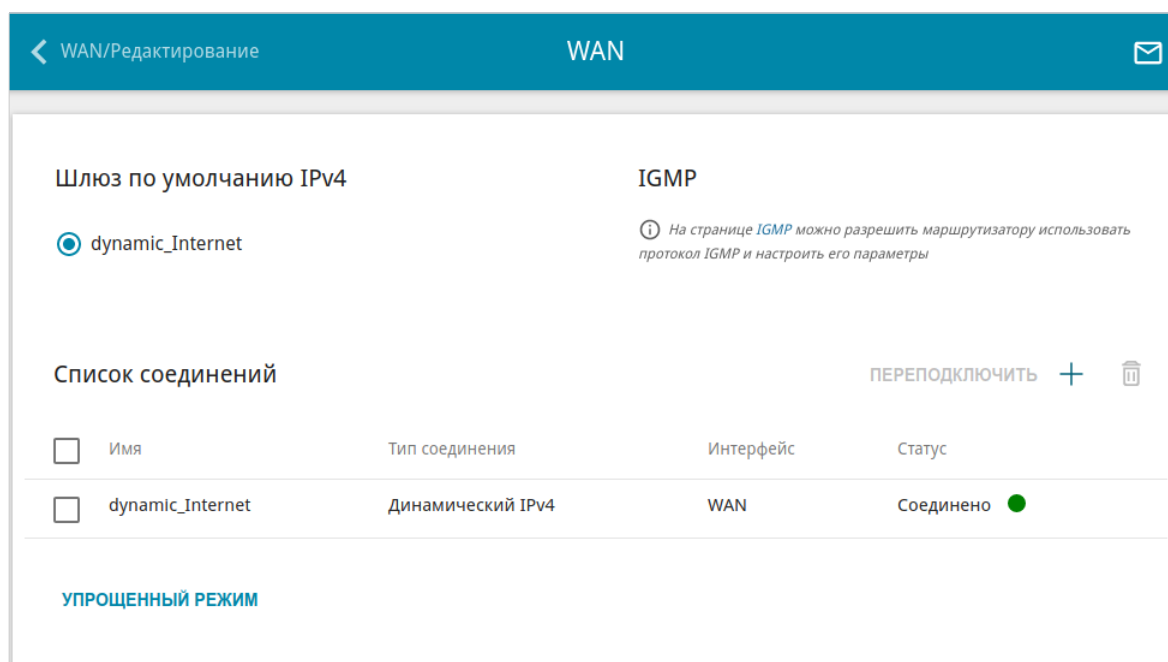 WAN/Редактирование
WAN
Шлюз по умолчанию IPv4
IGMP
dynamic_Internet
На странице IGMP можно разрешить маршрутизатору использовать
протокол IGMP и настроить его параметры
Список соединений
ПЕРЕПОДКЛЮЧИТЬ
Имя Тип соединения Интерфейс Статус
dynamic_Internet Динамический IPv4 WAN Соединено
УПРОЩЕННЫЙ РЕЖИМ